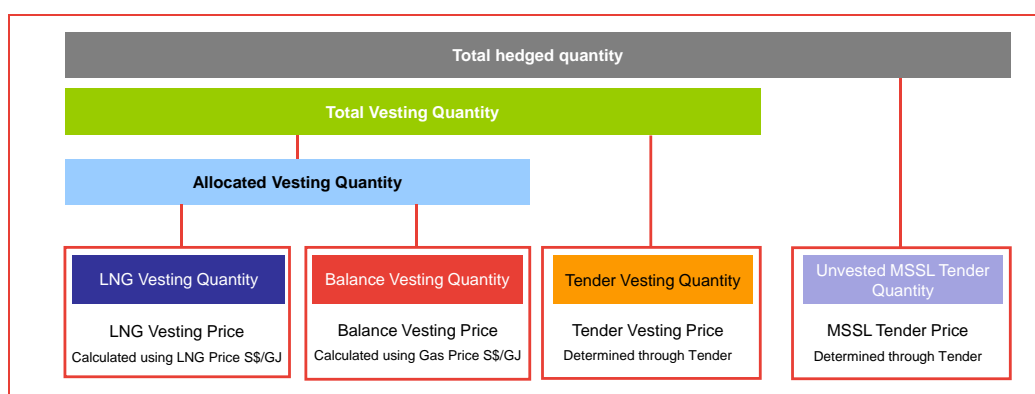 Total hedged quantity
Total Vesting Quantity
Allocated Vesting Quantity
LNG Vesting Quantity
LNG Vesting Price
Calculated using LNG Price S$/GJ
Balance Vesting Quantity
Balance Vesting Price
Calculated using Gas Price S$/GJ
Tender Vesting Quantity
Tender Vesting Price
Determined through Tender
Unvested MSSL Tender
Quantity
MSSL Tender Price
Determined through Tender